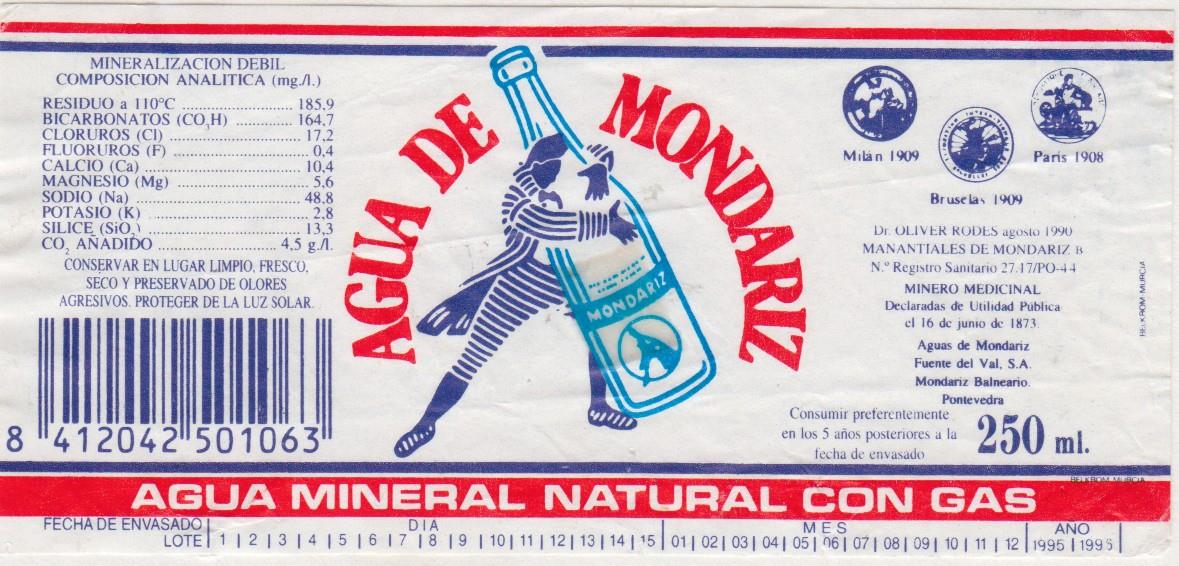 MINERALIZACION DEBIL
COMPOSICION ANALITICA (mg./l.)
RESIDUO a 110ºC ........ 185,9
BICARBONATOS (CO₃H) ........ 164,7
CLORUROS (Cl) ........ 17,2
FLUORUROS (F) ........ 0,4
CALCIO (Ca) ........ 10,4
MAGNESIO (Mg) ........ 5,6
SODIO (Na) ........ 48,8
POTASIO (K) ........ 2,8
SILICE (SiO₂) ........ 13,3
CO₂ AÑADIDO ........ 4,5 g./l.
CONSERVAR EN LUGAR LIMPIO, FRESCO,
SECO Y PRESERVADO DE OLORES
AGRESIVOS. PROTEGER DE LA LUZ SOLAR.
8 412042 501063
AGUA DE MONDARIZ
MONDARIZ
Milán 1909
Bruselas 1909
París 1908
Dr. OLIVER RODES agosto 1990
MANANTIALES DE MONDARIZ B
N.º Registro Sanitario 27.17/PO-44
MINERO MEDICINAL
Declaradas de Utilidad Pública
el 16 de junio de 1873.
Aguas de Mondariz
Fuente del Val, S.A.
Mondariz Balneario.
Pontevedra
Consumir preferentemente
en los 5 años posteriores a la
fecha de envasado
250 ml.
BELKROM-MURCIA
BELKROM MURCIA
AGUA MINERAL NATURAL CON GAS
FECHA DE ENVASADO DIA MES AÑO
LOTE 1 | 2 | 3 | 4 | 5 | 6 | 7 | 8 | 9 | 10 | 11 | 12 | 13 | 14 | 15 | 01 | 02 | 03 | 04 | 05 | 06 | 07 | 08 | 09 | 10 | 11 | 12 | 1995 | 1996